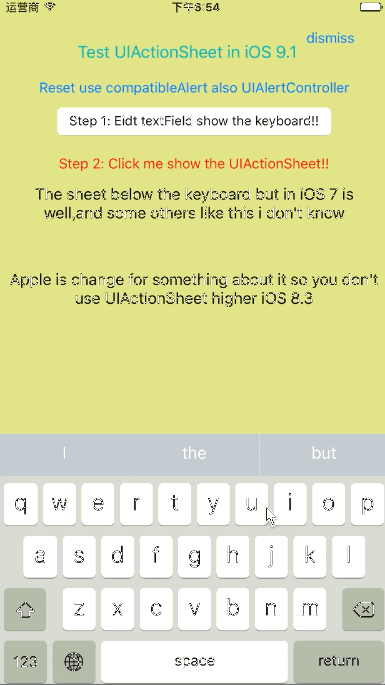 运营商 下午6:54
dismiss
Test UIActionSheet in iOS 9.1
Reset use compatibleAlert also UIAlertController
Step 1: Eidt textField show the keyboard!!
Step 2: Click me show the UIActionSheet!!
The sheet below the keyboard but in iOS 7 is
well,and some others like this i don't know
Apple is change for something about it so you don't
use UIActionSheet higher iOS 8.3
I the but
q w e r t y u i o p
a s d f g h j k l
z x c v b n m
123 space return